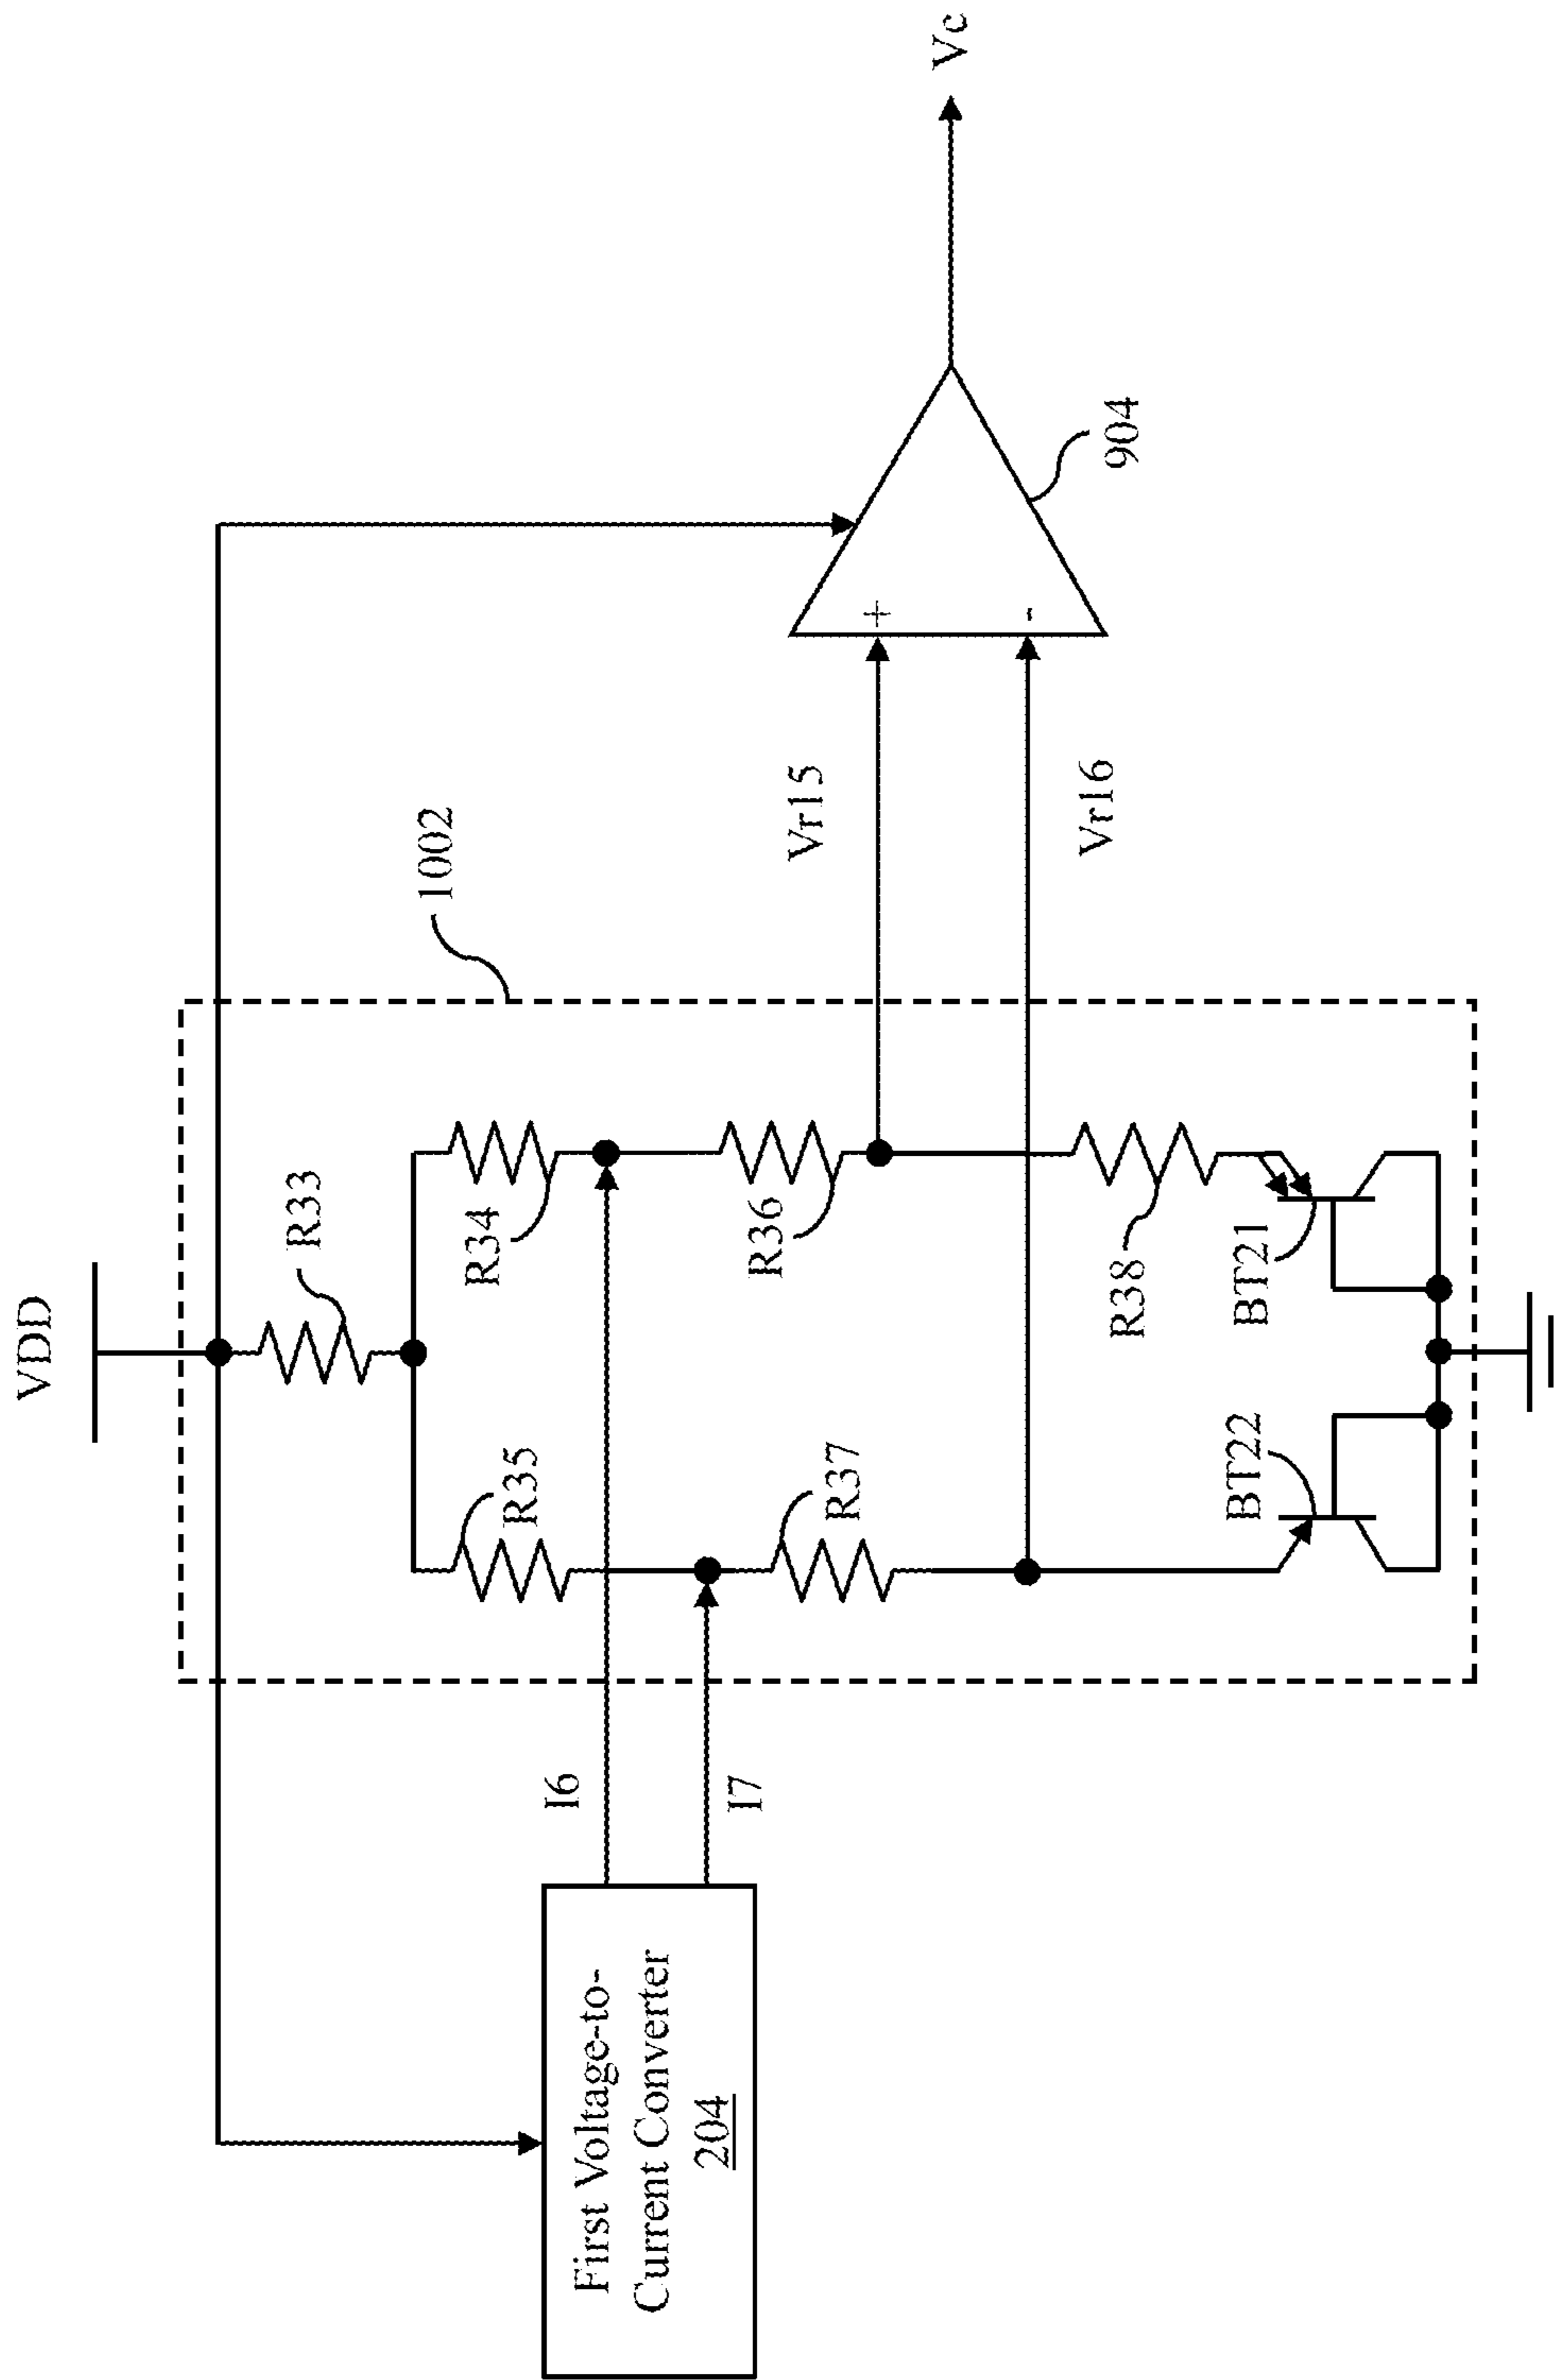 VDD
R33
1002
R34
R35
R36
R37
R38
BT21
BT22
I6
I7
First Voltage-to-
Current Converter
204
Vr15
Vr16
+
-
904
Vc